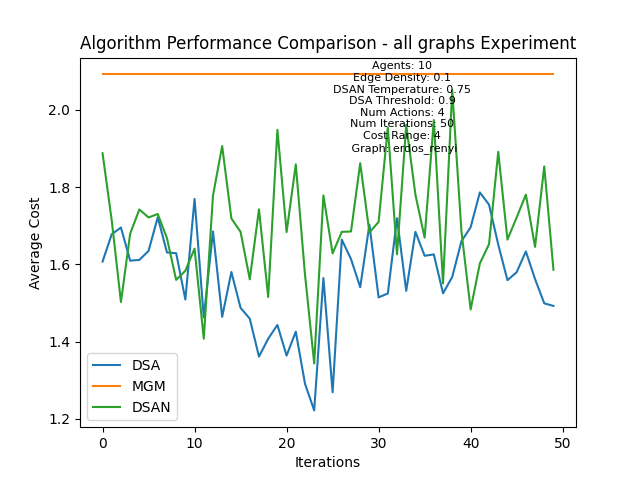 Algorithm Performance Comparison - all graphs Experiment
Agents: 10
Edge Density: 0.1
DSAN Temperature: 0.75
DSA Threshold: 0.9
Num Actions: 4
Num Iterations: 50
Cost Range: 4
Graph: erdos_renyi
Average Cost
2.0
1.8
1.6
1.4
1.2
DSA
MGM
DSAN
0 10 20 30 40 50
Iterations